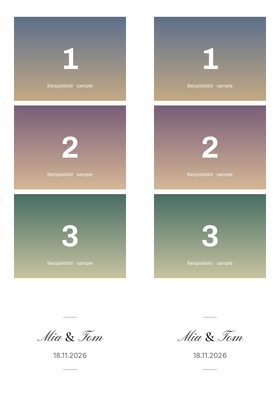 1
Beispielbild · sample
2
Beispielbild · sample
3
Beispielbild · sample
Mia & Tom
18.11.2026
1
Beispielbild · sample
2
Beispielbild · sample
3
Beispielbild · sample
Mia & Tom
18.11.2026